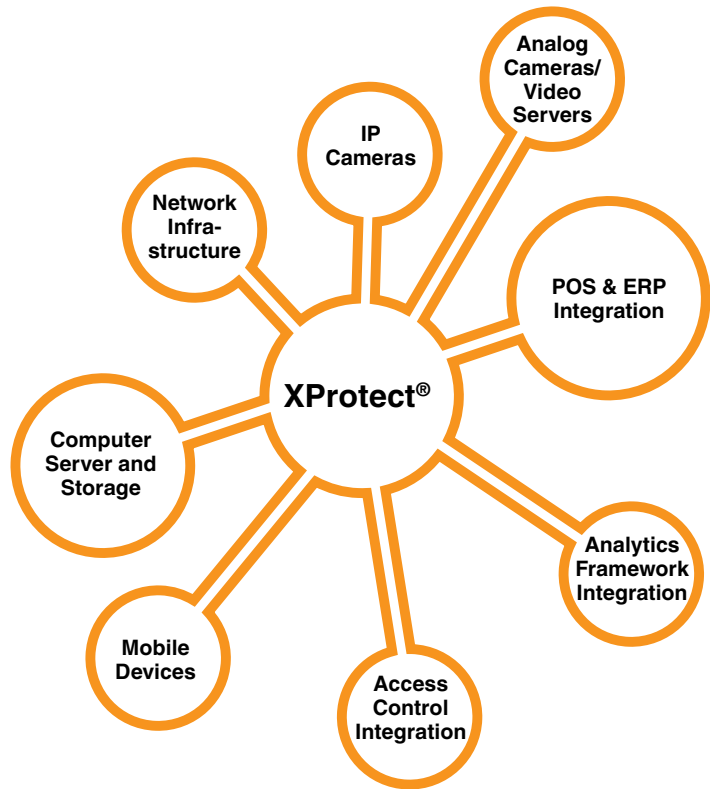 Analog
Cameras/
Video
Servers
IP
Cameras
Network
Infra-
structure
POS & ERP
Integration
XProtect®
Computer
Server and
Storage
Analytics
Framework
Integration
Mobile
Devices
Access
Control
Integration